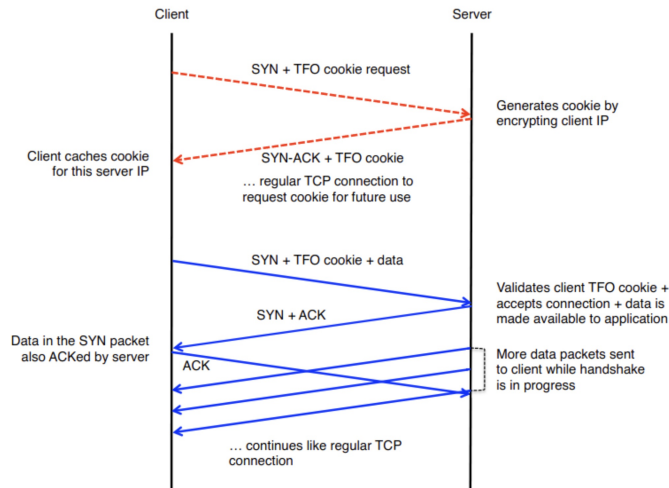 Client
Server
SYN + TFO cookie request
Generates cookie by
encrypting client IP
Client caches cookie
for this server IP
SYN-ACK + TFO cookie
… regular TCP connection to
request cookie for future use
SYN + TFO cookie + data
Validates client TFO cookie +
accepts connection + data is
made available to application
SYN + ACK
Data in the SYN packet
also ACKed by server
ACK
More data packets sent
to client while handshake
is in progress
… continues like regular TCP
connection